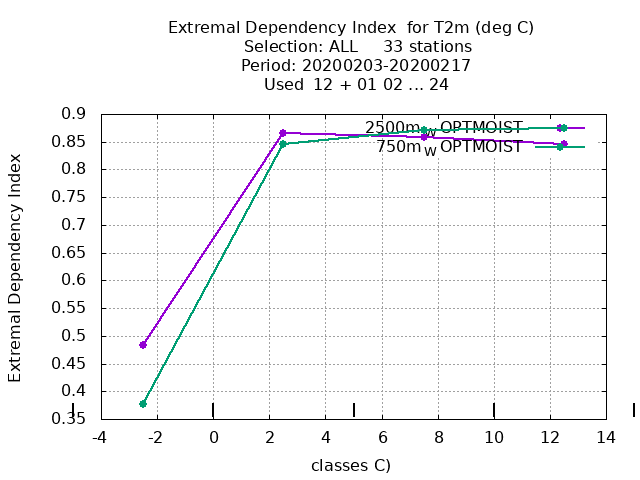 Extremal Dependency Index  for T2m (deg C)
Selection: ALL     33 stations
Period: 20200203-20200217
Used  12 + 01 02 ... 24
Extremal Dependency Index
0.9
0.85
0.8
0.75
0.7
0.65
0.6
0.55
0.5
0.45
0.4
0.35
2500m_W OPTMOIST
750m_W OPTMOIST
-4 -2 0 2 4 6 8 10 12 14
classes C)